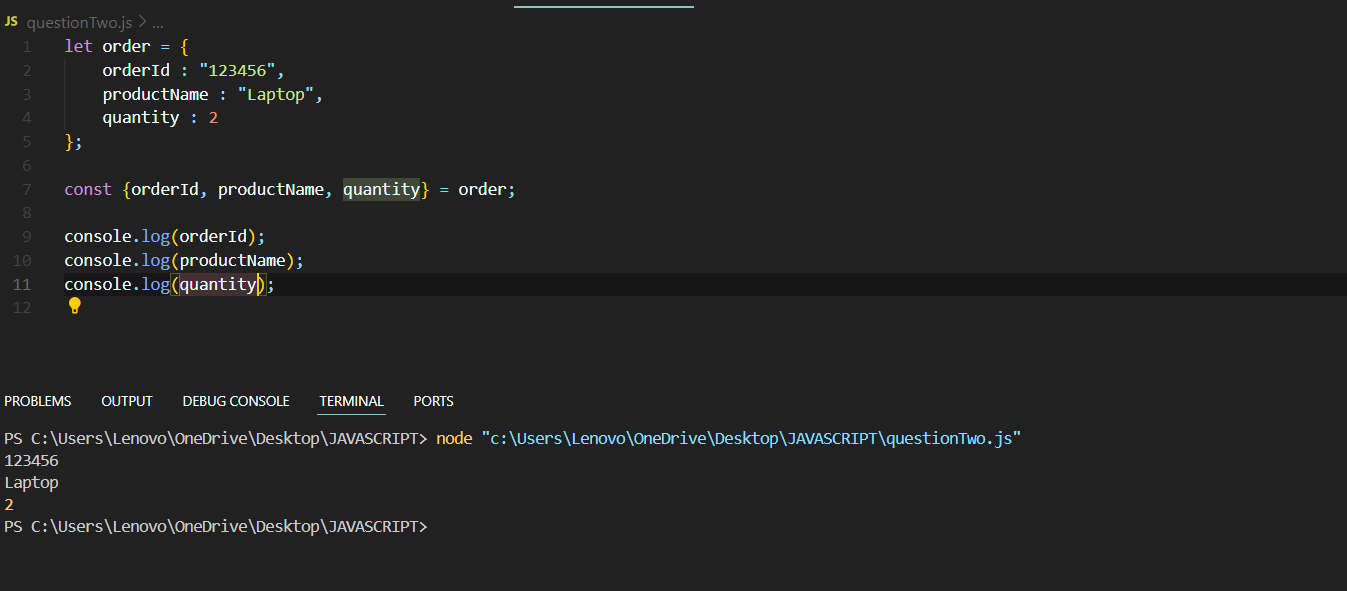 JS questionTwo.js > ...
1 let order = {
2     orderId : "123456",
3     productName : "Laptop",
4     quantity : 2
5 };
6
7 const {orderId, productName, quantity} = order;
8
9 console.log(orderId);
10 console.log(productName);
11 console.log(quantity);
12
PROBLEMS OUTPUT DEBUG CONSOLE TERMINAL PORTS
PS C:\Users\Lenovo\OneDrive\Desktop\JAVASCRIPT> node "c:\Users\Lenovo\OneDrive\Desktop\JAVASCRIPT\questionTwo.js"
123456
Laptop
2
PS C:\Users\Lenovo\OneDrive\Desktop\JAVASCRIPT>